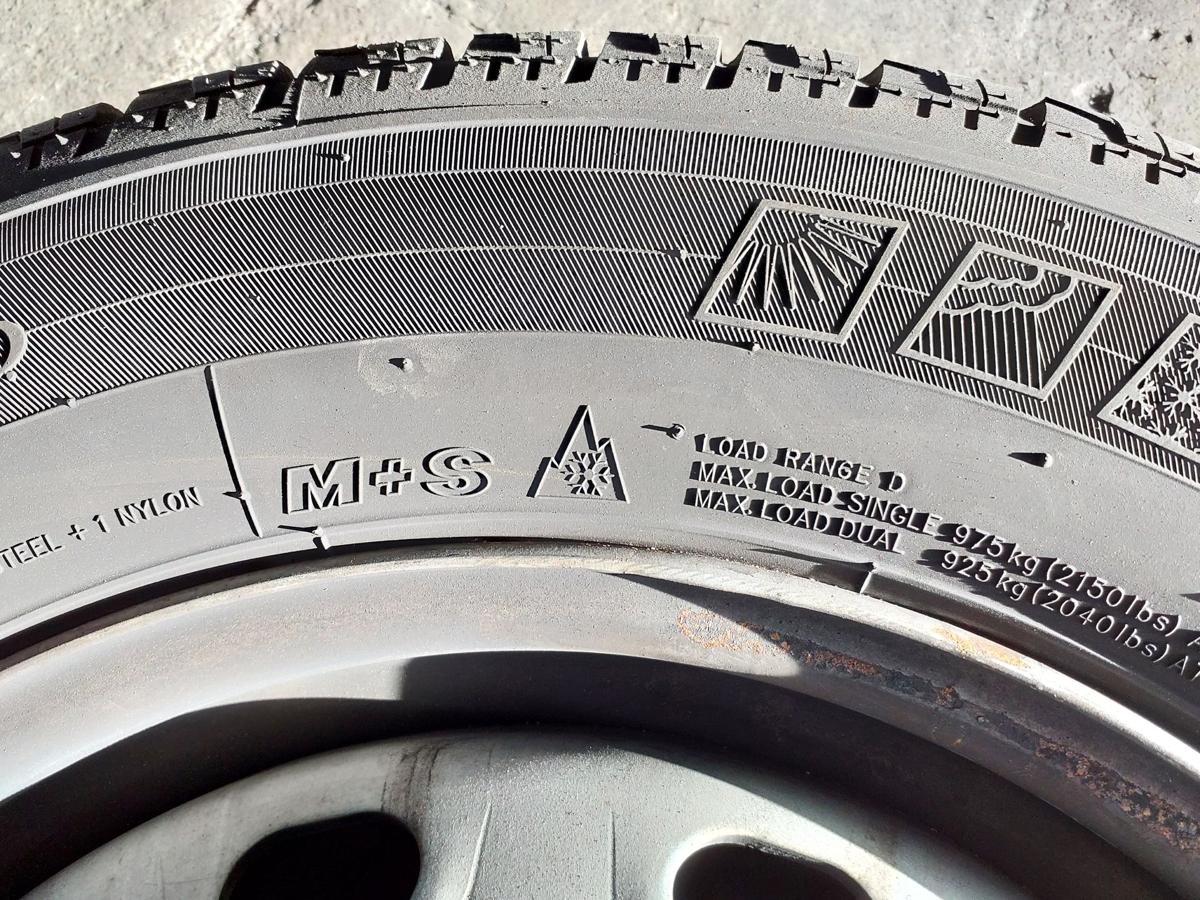 TEEL + 1 NYLON
M+S
LOAD RANGE D
MAX. LOAD SINGLE 975 kg (2150 lbs)
MAX. LOAD DUAL 925 kg (2040 lbs) AT